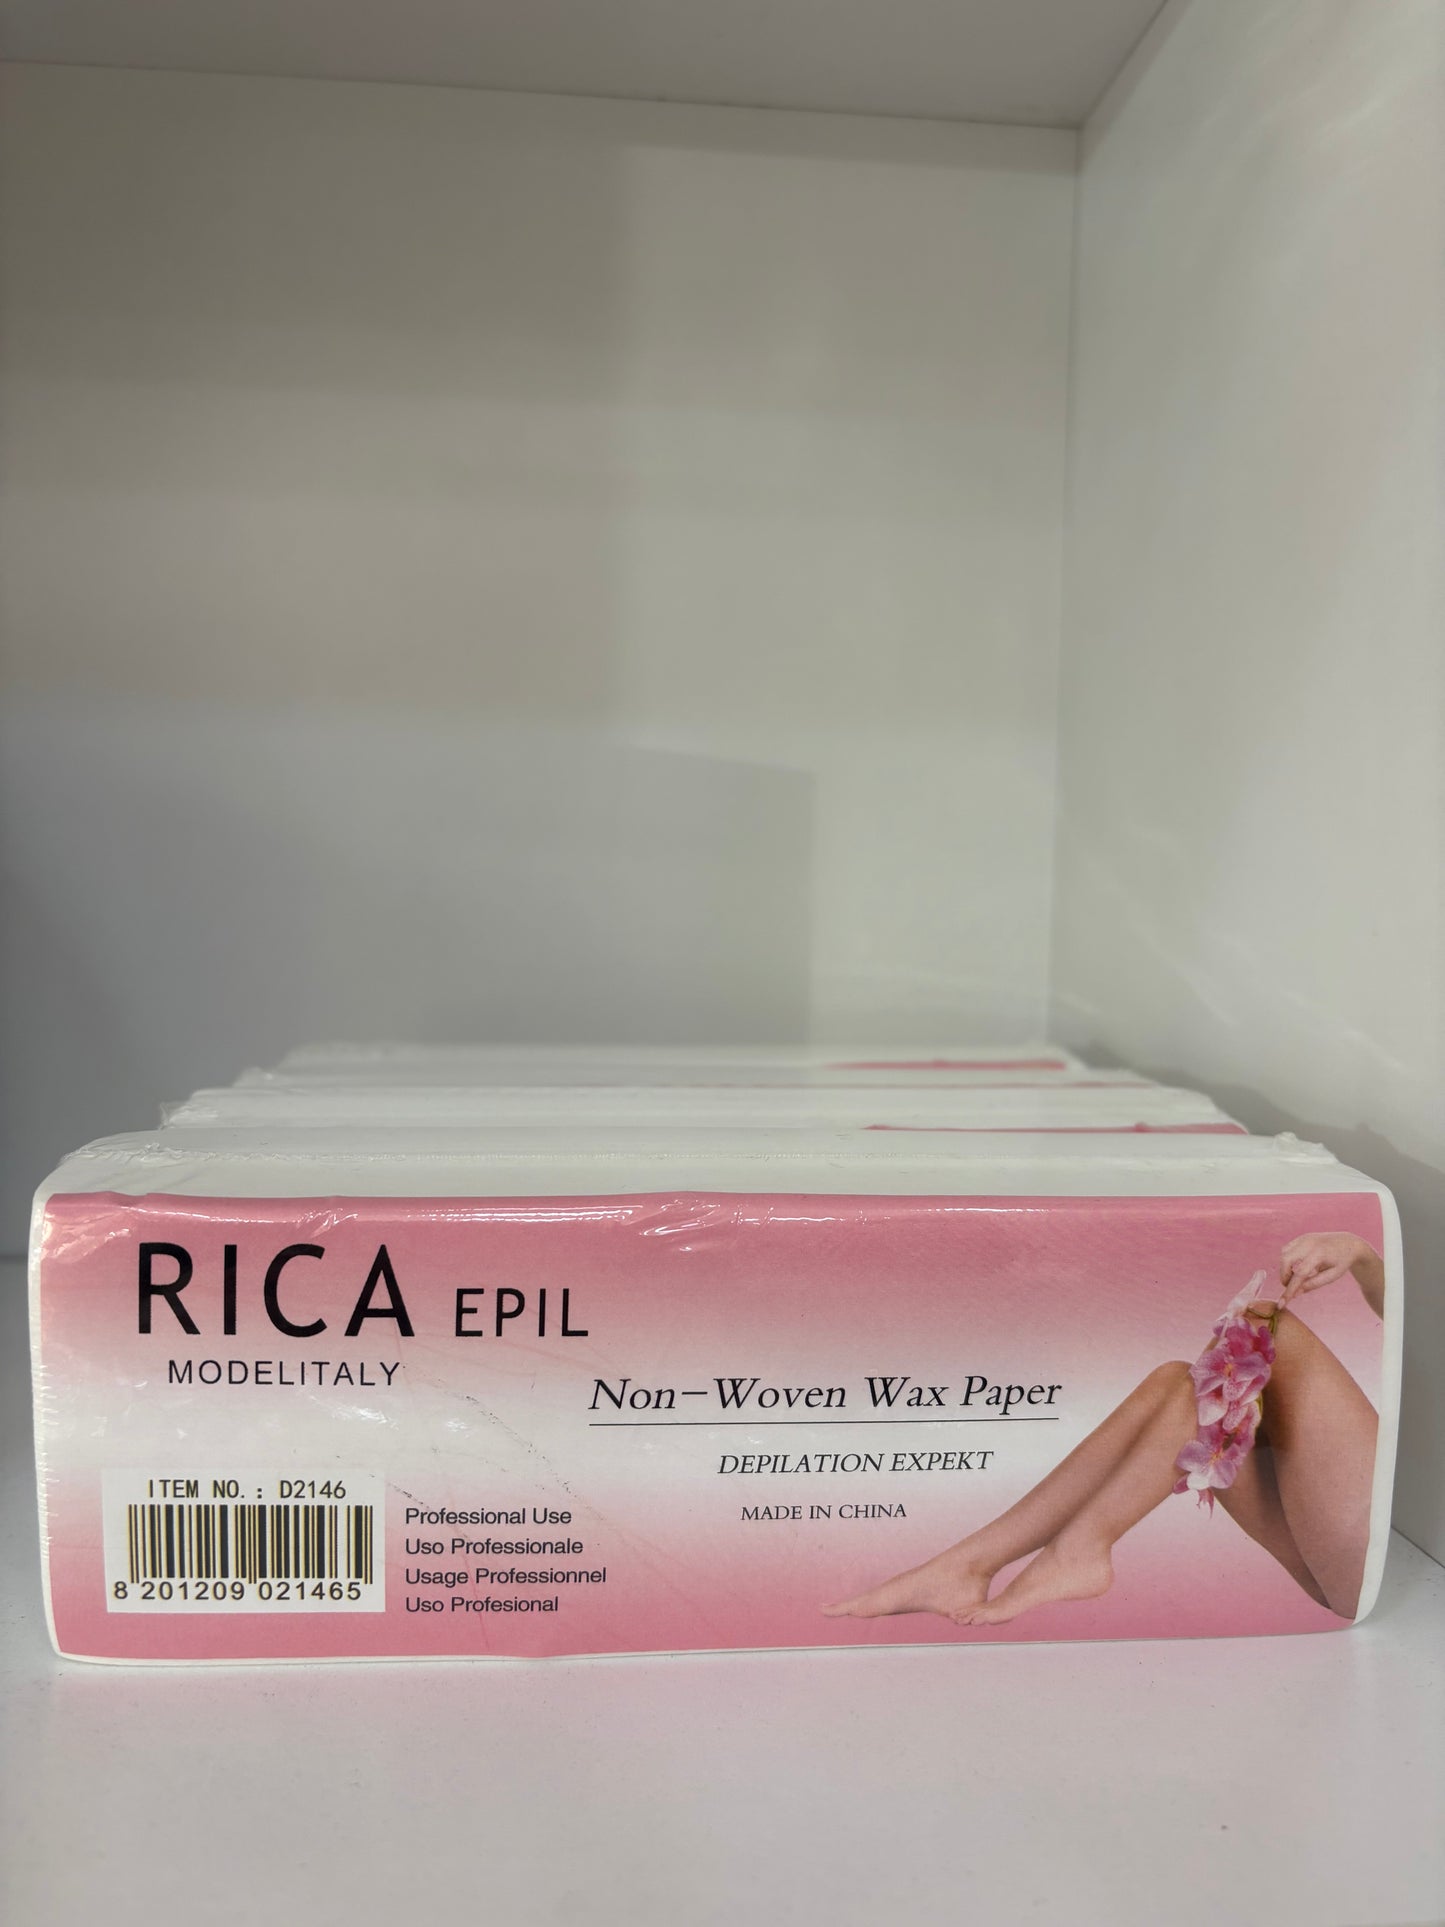 RICA EPIL
MODELITALY
Non-Woven Wax Paper
DEPILATION EXPEKT
MADE IN CHINA
ITEM NO.: D2146
8 201209 021465
Professional Use
Uso Professionale
Usage Professionnel
Uso Profesional